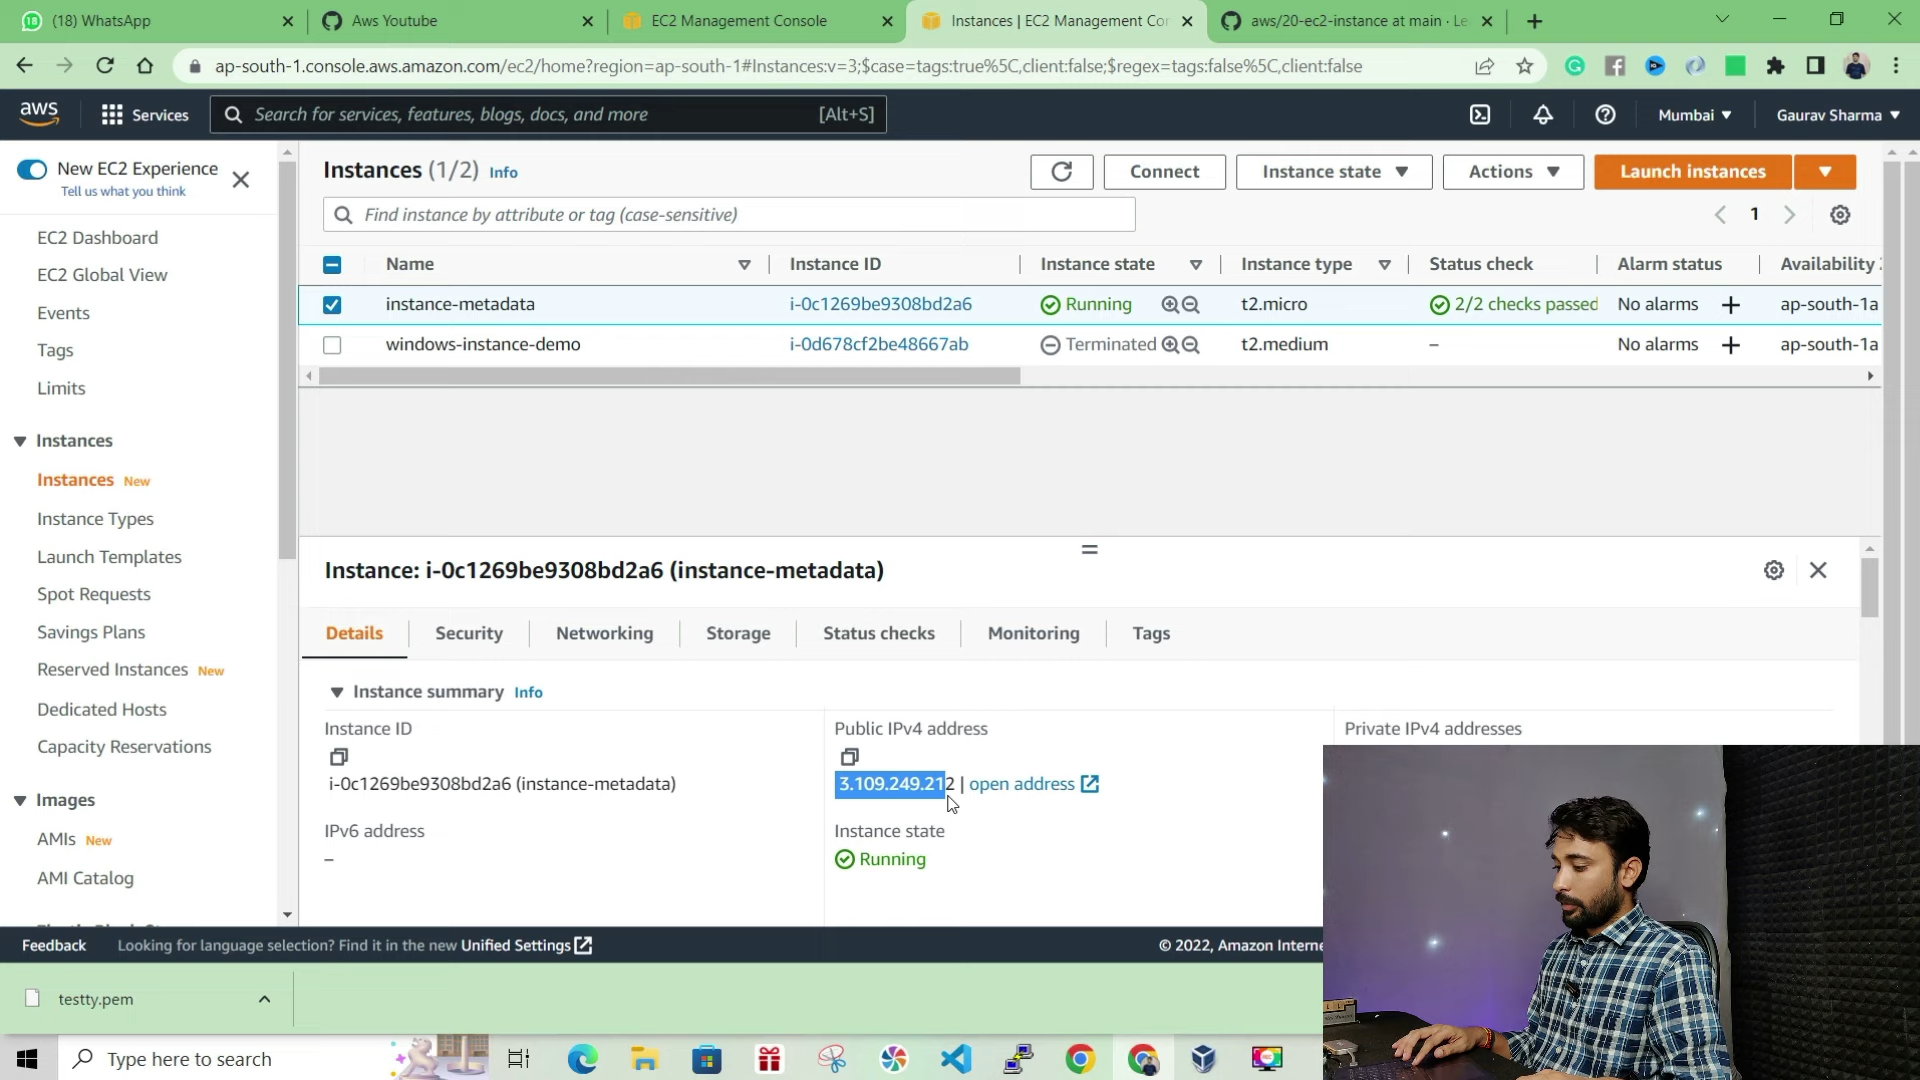 (18) WhatsApp
Aws Youtube
EC2 Management Console
Instances | EC2 Management Con
aws/20-ec2-instance at main · Le
ap-south-1.console.aws.amazon.com/ec2/home?region=ap-south-1#Instances:v=3;$case=tags:true%5C,client:false;$regex=tags:false%5C,client:false
aws
Services
Search for services, features, blogs, docs, and more
[Alt+S]
Mumbai
Gaurav Sharma
New EC2 Experience
Tell us what you think
EC2 Dashboard
EC2 Global View
Events
Tags
Limits
Instances
Instances New
Instance Types
Launch Templates
Spot Requests
Savings Plans
Reserved Instances New
Dedicated Hosts
Capacity Reservations
Images
AMIs New
AMI Catalog
Instances (1/2) Info
Connect
Instance state
Actions
Launch instances
Find instance by attribute or tag (case-sensitive)
1
Name Instance ID Instance state Instance type Status check Alarm status Availability
instance-metadata i-0c1269be9308bd2a6 Running t2.micro 2/2 checks passed No alarms + ap-south-1a
windows-instance-demo i-0d678cf2be48667ab Terminated t2.medium – No alarms + ap-south-1a
Instance: i-0c1269be9308bd2a6 (instance-metadata)
Details Security Networking Storage Status checks Monitoring Tags
Instance summary Info
Instance ID
i-0c1269be9308bd2a6 (instance-metadata)
IPv6 address
–
Public IPv4 address
3.109.249.212 | open address
Instance state
Running
Private IPv4 addresses
Feedback
Looking for language selection? Find it in the new Unified Settings
© 2022, Amazon Interne
testty.pem
Type here to search